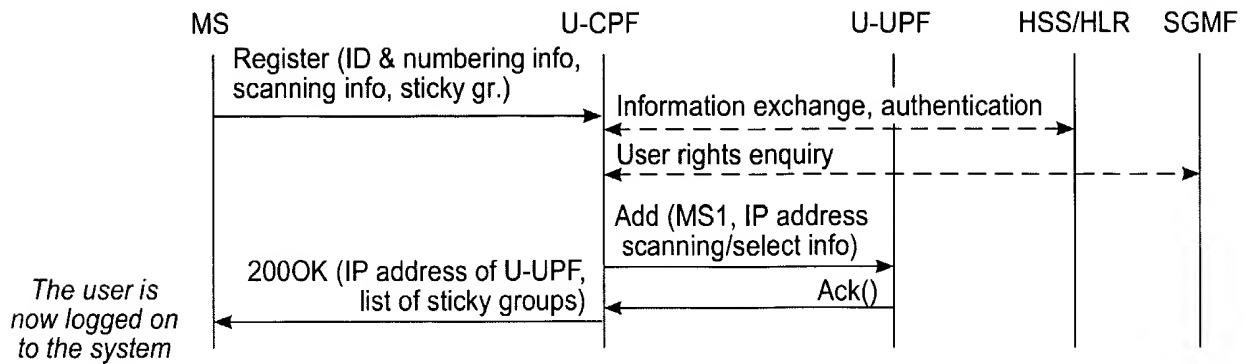 MS U-CPF U-UPF HSS/HLR SGMF
Register (ID & numbering info,
scanning info, sticky gr.)
Information exchange, authentication
User rights enquiry
Add (MS1, IP address
scanning/select info)
200OK (IP address of U-UPF,
list of sticky groups)
Ack()
The user is
now logged on
to the system